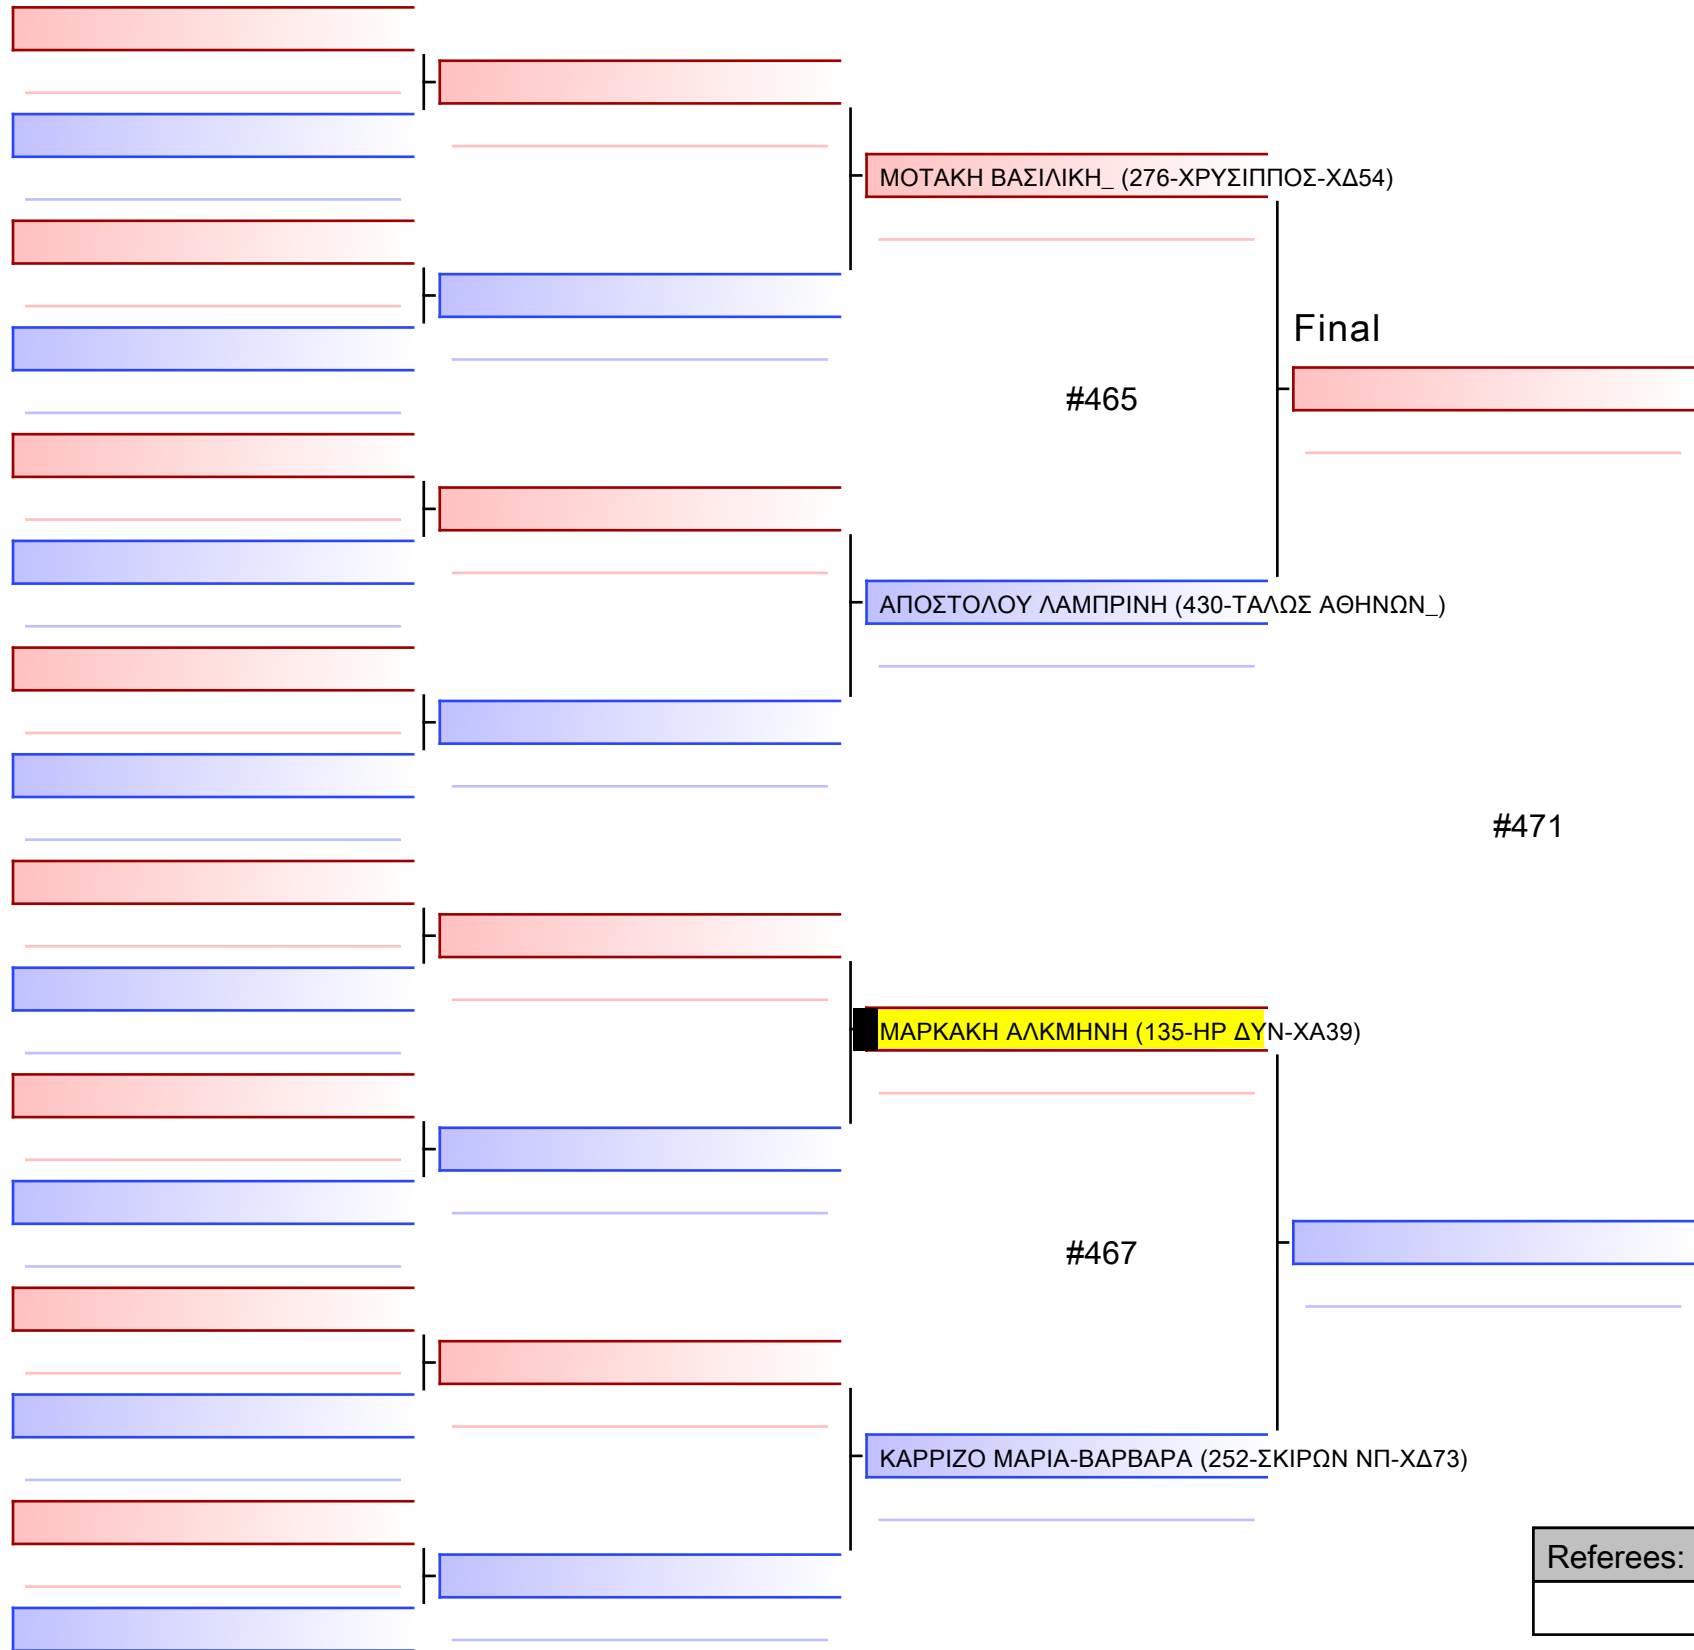 ΜΟΤΑΚΗ ΒΑΣΙΛΙΚΗ_ (276-ΧΡΥΣΙΠΠΟΣ-ΧΔ54)
Final
#465
ΑΠΟΣΤΟΛΟΥ ΛΑΜΠΡΙΝΗ (430-ΤΑΛΩΣ ΑΘΗΝΩΝ_)
#471
ΜΑΡΚΑΚΗ ΑΛΚΜΗΝΗ (135-ΗΡ ΔΥΝ-ΧΑ39)
#467
ΚΑΡΡΙΖΟ ΜΑΡΙΑ-ΒΑΡΒΑΡΑ (252-ΣΚΙΡΩΝ ΝΠ-ΧΔ73)
Referees: